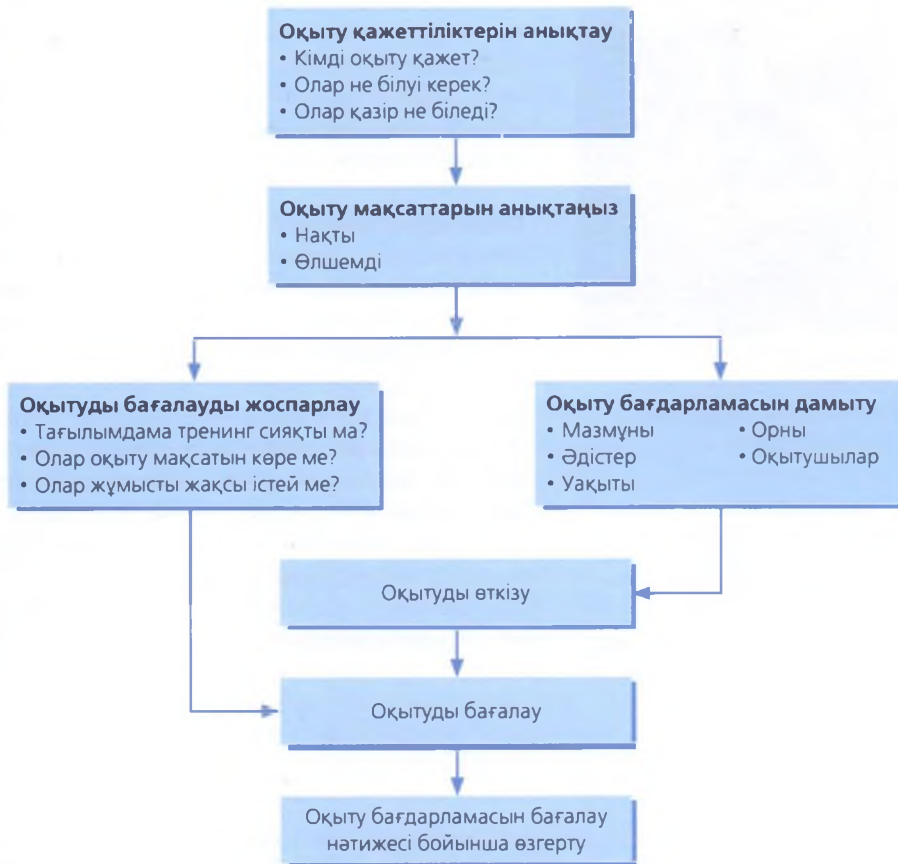 Оқыту қажеттіліктерін анықтау
• Кімді оқыту қажет?
• Олар не білуі керек?
• Олар қазір не біледі?
Оқыту мақсаттарын анықтаңыз
• Нақты
• Өлшемді
Оқытуды бағалауды жоспарлау
• Тағылымдама тренинг сияқты ма?
• Олар оқыту мақсатын көре ме?
• Олар жұмысты жақсы істей ме?
Оқыту бағдарламасын дамыту
• Мазмұны
• Әдістер
• Уақыты
• Орны
• Оқытушылар
Оқытуды өткізу
Оқытуды бағалау
Оқыту бағдарламасын бағалау
нәтижесі бойынша өзгерту